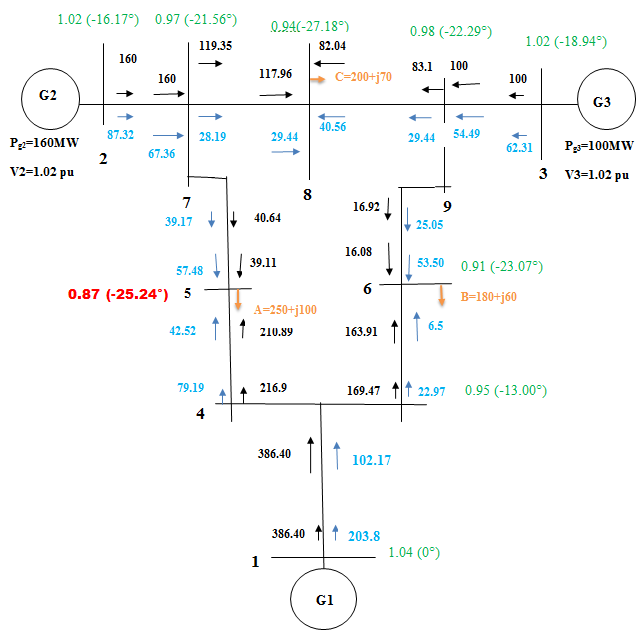 1.02 (-16.17°) 0.97 (-21.56°) 0.94(-27.18°) 0.98 (-22.29°) 1.02 (-18.94°)
119.35 82.04
160 83.1 100
160 117.96 C=200+j70 100
G2 G3
87.32 28.19 29.44 40.56 29.44 54.49 62.31
67.36
Pg2=160MW Pg3=100MW
V2=1.02 pu V3=1.02 pu
2 7 8 9 3
39.17 40.64 16.92 25.05
57.48 39.11 16.08 53.50 0.91 (-23.07°)
0.87 (-25.24°) 5 6
A=250+j100 B=180+j60
42.52 210.89 163.91 6.5
79.19 216.9 169.47 22.97 0.95 (-13.00°)
4
386.40 102.17
386.40 203.8
1 1.04 (0°)
G1